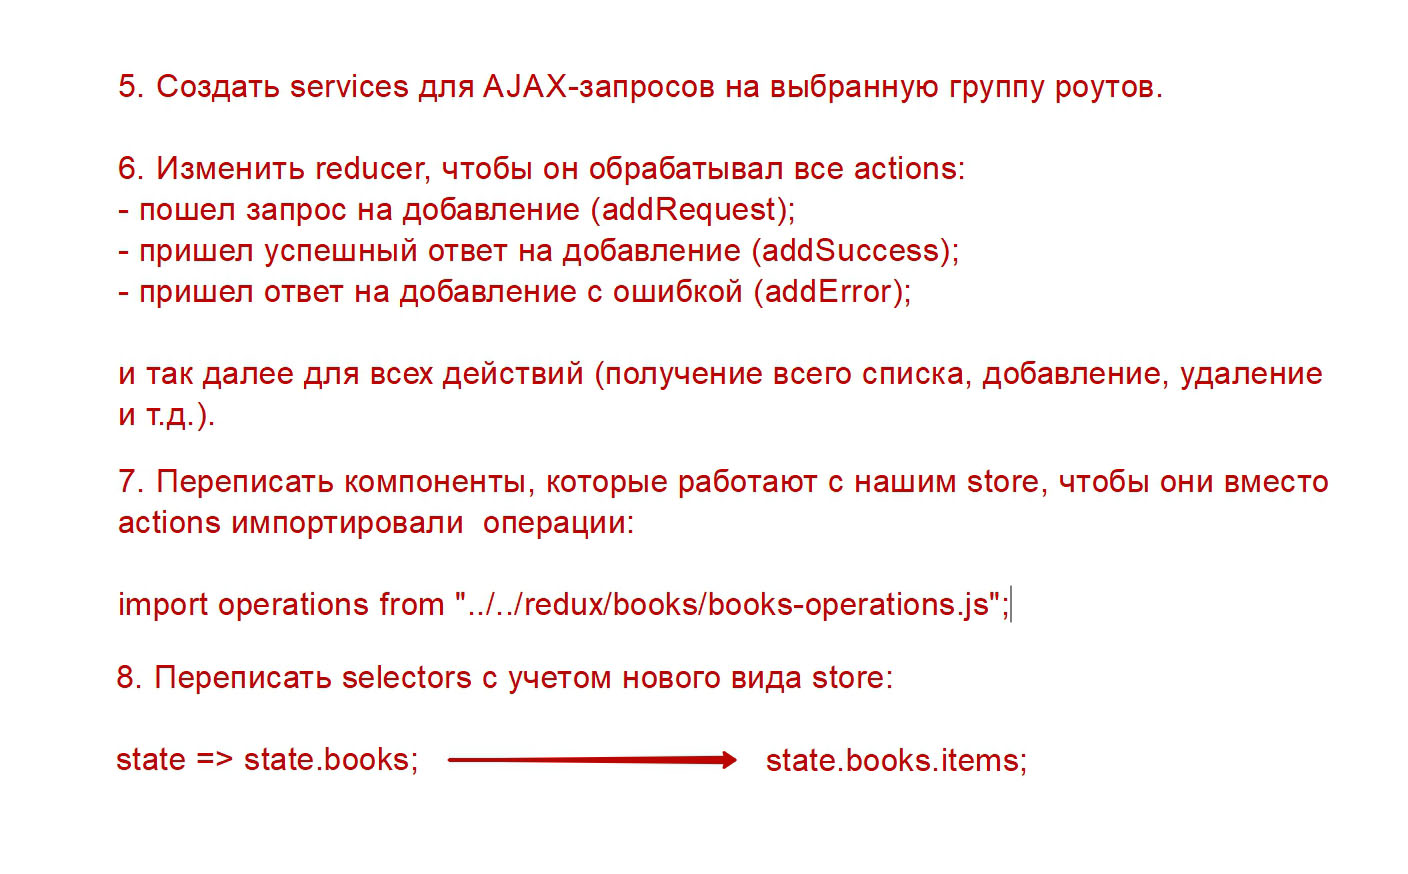 5. Создать services для AJAX-запросов на выбранную группу роутов.
6. Изменить reducer, чтобы он обрабатывал все actions:
- пошел запрос на добавление (addRequest);
- пришел успешный ответ на добавление (addSuccess);
- пришел ответ на добавление с ошибкой (addError);
и так далее для всех действий (получение всего списка, добавление, удаление
и т.д.).
7. Переписать компоненты, которые работают с нашим store, чтобы они вместо
actions импортировали  операции:
import operations from "../../redux/books/books-operations.js";
8. Переписать selectors с учетом нового вида store:
state => state.books; state.books.items;